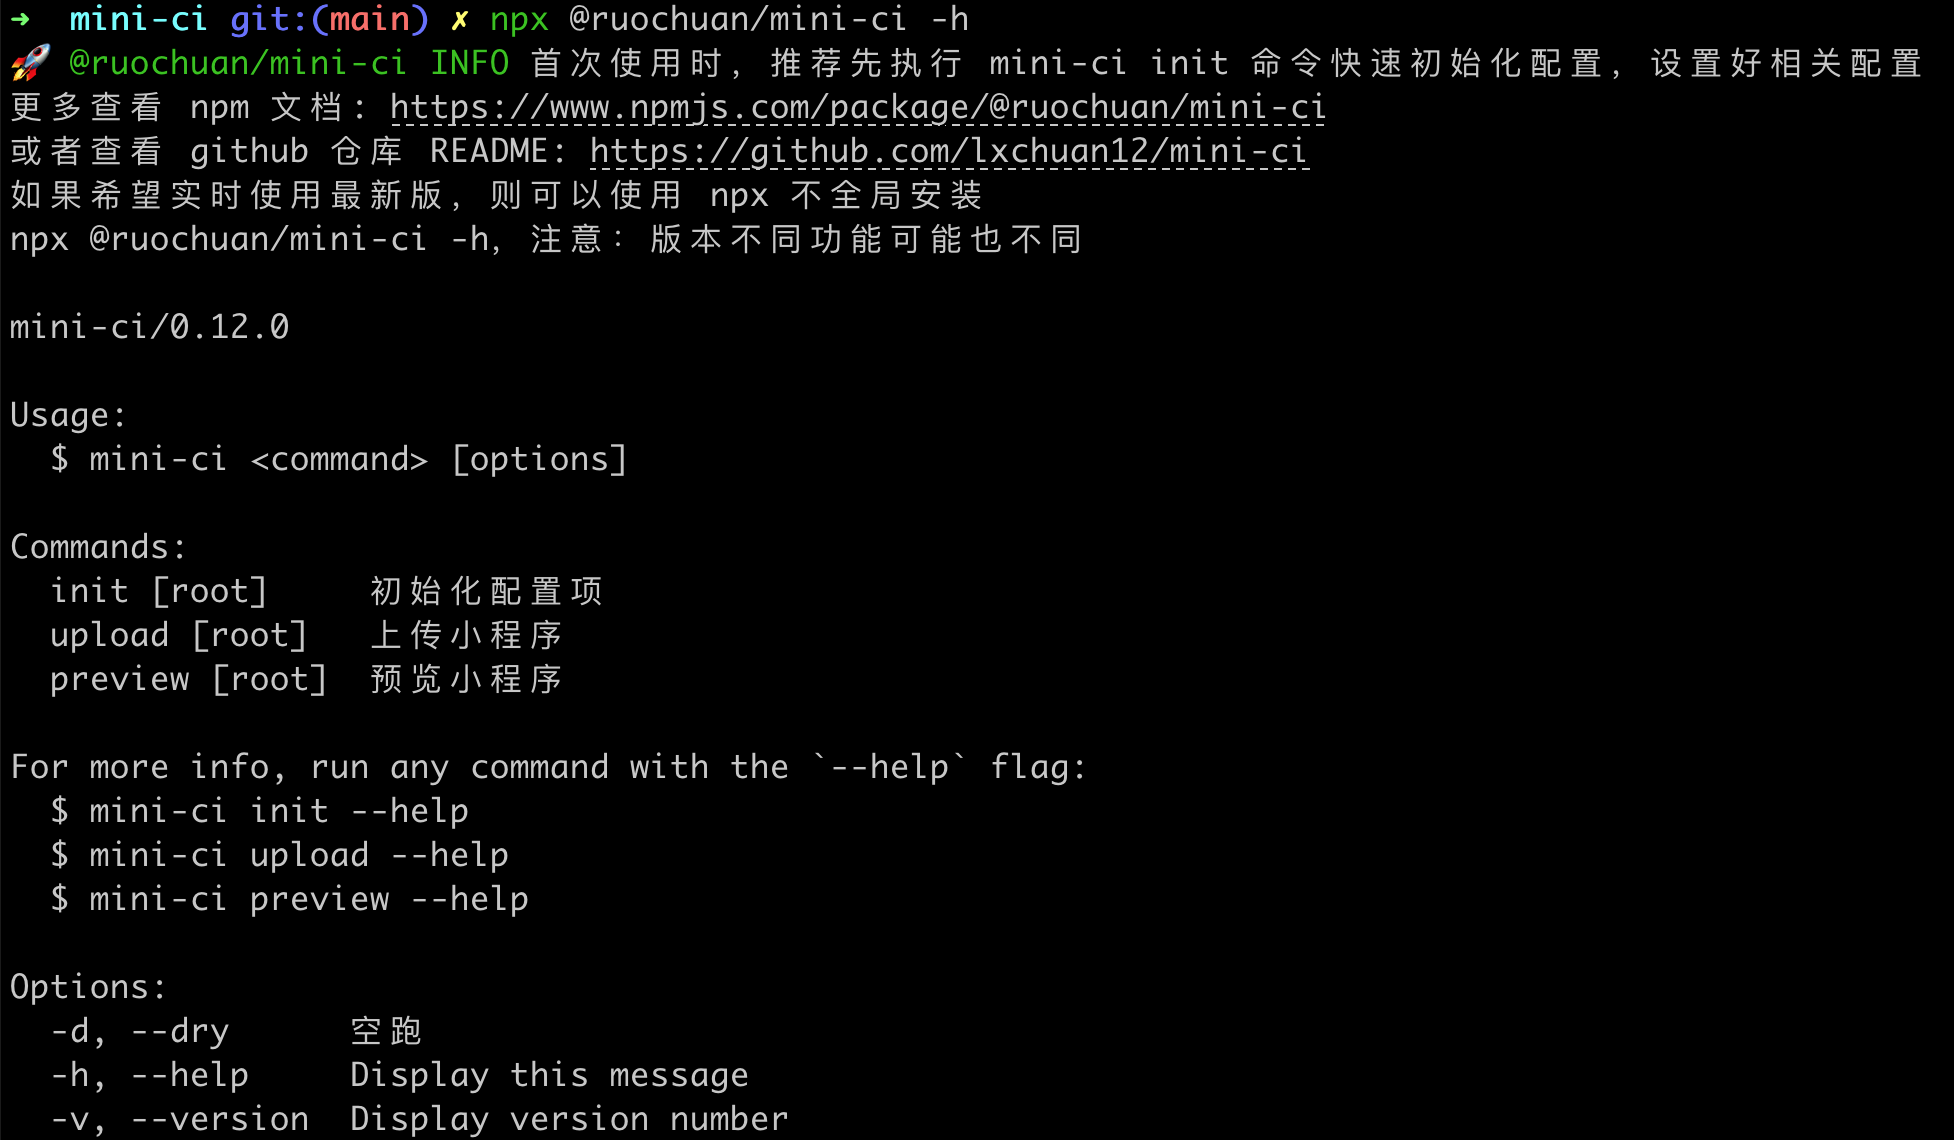 ➜  mini-ci git:(main) ✗ npx @ruochuan/mini-ci -h
🚀 @ruochuan/mini-ci INFO 首次使用时，推荐先执行 mini-ci init 命令快速初始化配置，设置好相关配置
更多查看 npm 文档：https://www.npmjs.com/package/@ruochuan/mini-ci
或者查看 github 仓库 README: https://github.com/lxchuan12/mini-ci
如果希望实时使用最新版，则可以使用 npx 不全局安装
npx @ruochuan/mini-ci -h, 注意：版本不同功能可能也不同

mini-ci/0.12.0

Usage:
  $ mini-ci <command> [options]

Commands:
  init [root]     初始化配置项
  upload [root]   上传小程序
  preview [root]  预览小程序

For more info, run any command with the `--help` flag:
  $ mini-ci init --help
  $ mini-ci upload --help
  $ mini-ci preview --help

Options:
  -d, --dry      空跑
  -h, --help     Display this message
  -v, --version  Display version number